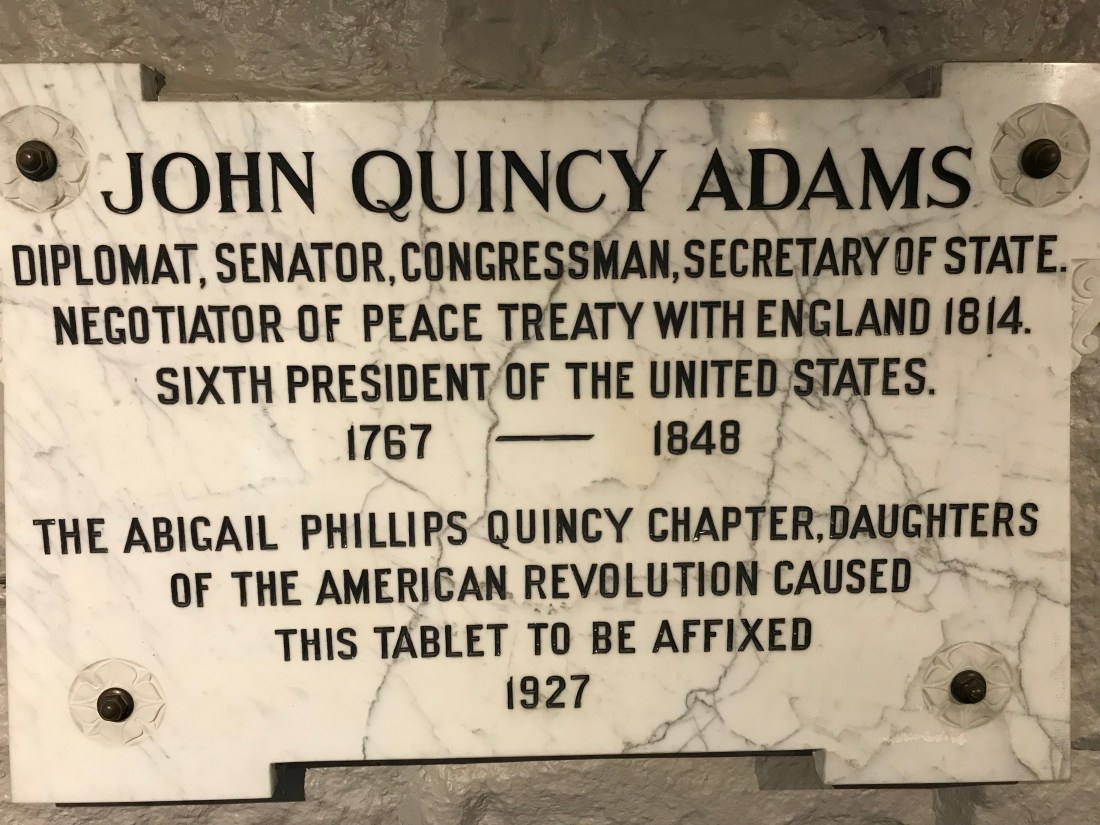 JOHN QUINCY ADAMS
DIPLOMAT, SENATOR, CONGRESSMAN, SECRETARY OF STATE.
NEGOTIATOR OF PEACE TREATY WITH ENGLAND 1814.
SIXTH PRESIDENT OF THE UNITED STATES.
1767 — 1848
THE ABIGAIL PHILLIPS QUINCY CHAPTER, DAUGHTERS
OF THE AMERICAN REVOLUTION CAUSED
THIS TABLET TO BE AFFIXED
1927